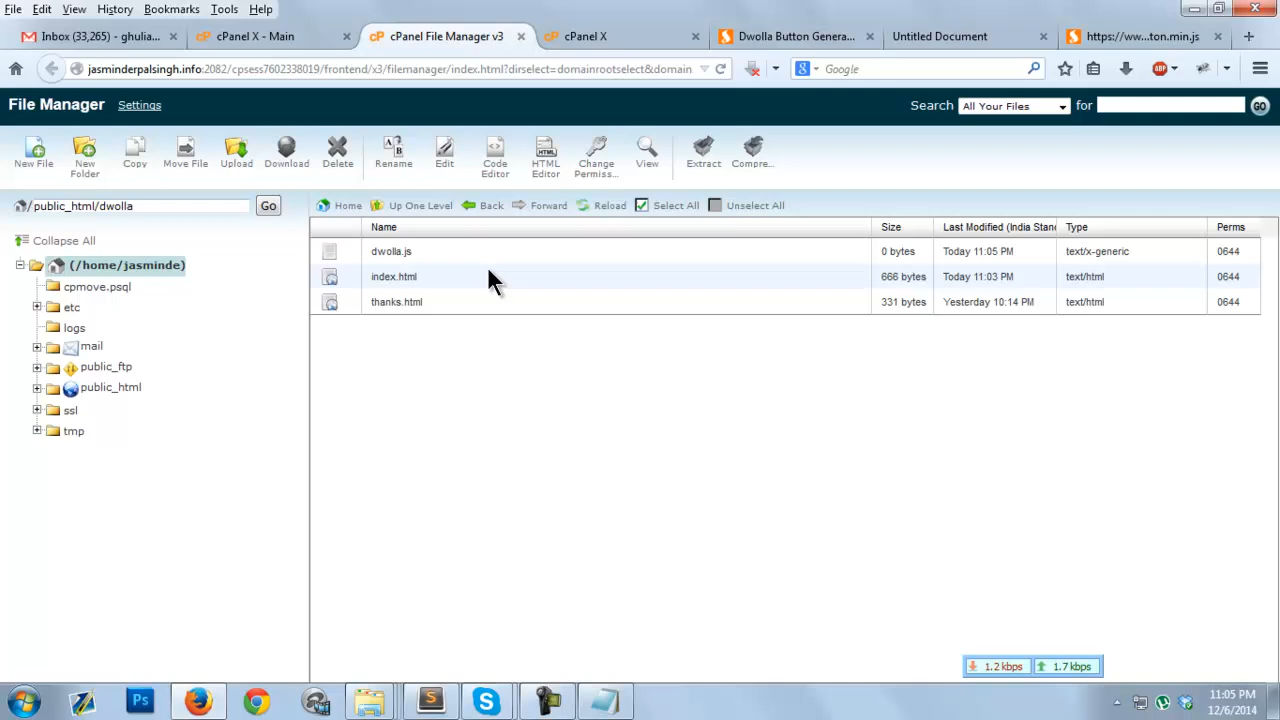 File Edit View History Bookmarks Tools Help
Inbox (33,265) - ghulia... cPanel X - Main cPanel File Manager v3 cPanel X Dwolla Button Genera... Untitled Document https://ww...ton.min.js
jasminderpalsingh.info:2082/cpsess7602338019/frontend/x3/filemanager/index.html?dirselect=domainrootselect&domain Google
File Manager Settings Search All Your Files for GO
New File New Folder Copy Move File Upload Download Delete Rename Edit Code Editor HTML Editor Change Permiss... View Extract Compre...
/public_html/dwolla Go Home Up One Level Back Forward Reload Select All Unselect All
Name Size Last Modified (India Stand Type Perms
Collapse All
dwolla.js 0 bytes Today 11:05 PM text/x-generic 0644
(/home/jasminde)
index.html 666 bytes Today 11:03 PM text/html 0644
cpmove.psql
thanks.html 331 bytes Yesterday 10:14 PM text/html 0644
etc
logs
mail
public_ftp
public_html
ssl
tmp
1.2 kbps 1.7 kbps
Ps S S
11:05 PM
12/6/2014